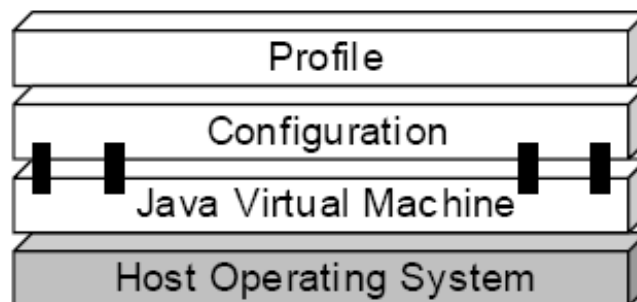 Profile
Configuration
Java Virtual Machine
Host Operating System